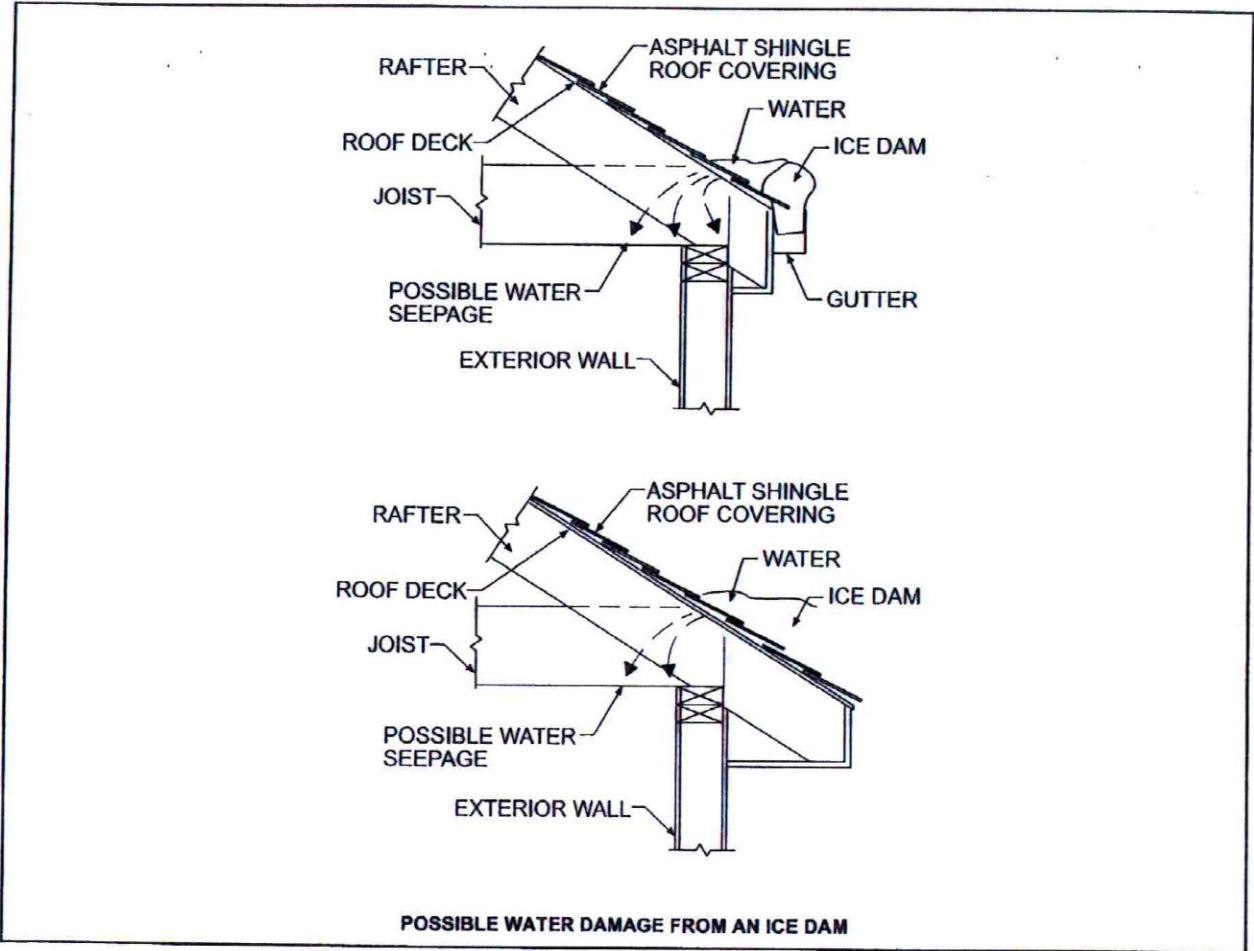 ASPHALT SHINGLE
ROOF COVERING
RAFTER
WATER
ROOF DECK
ICE DAM
JOIST
POSSIBLE WATER
SEEPAGE
GUTTER
EXTERIOR WALL
ASPHALT SHINGLE
ROOF COVERING
RAFTER
WATER
ROOF DECK
ICE DAM
JOIST
POSSIBLE WATER
SEEPAGE
EXTERIOR WALL
POSSIBLE WATER DAMAGE FROM AN ICE DAM